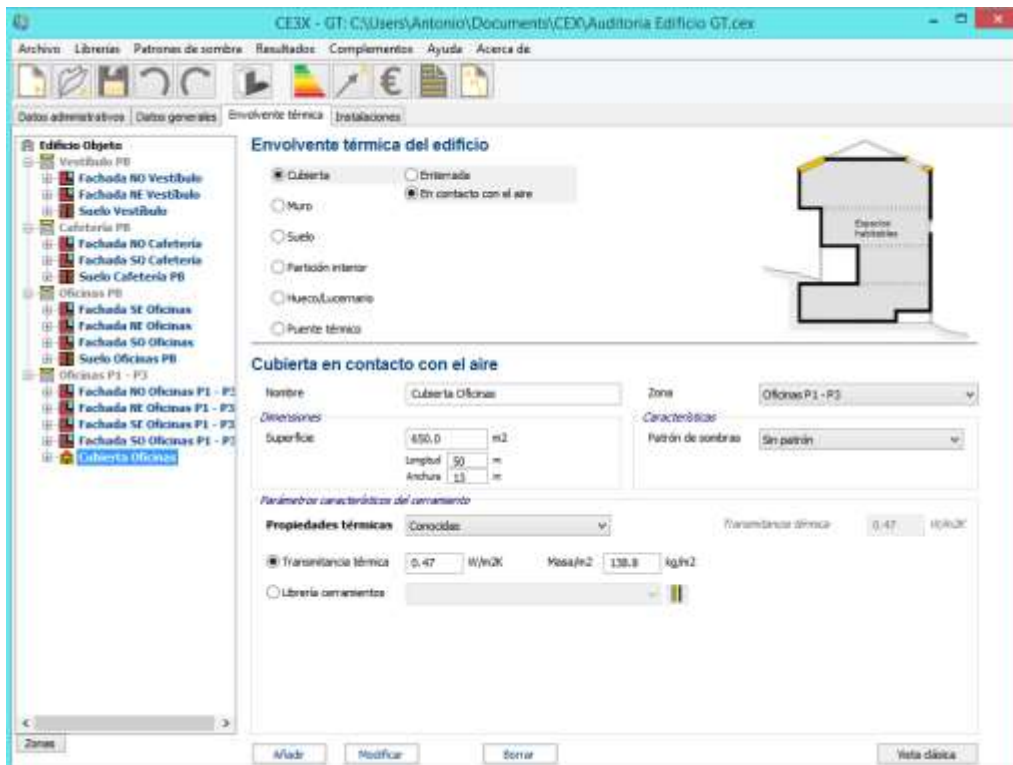 CE3X - GT: C:\Users\Antonio\Documents\CEX\Auditoria Edificio GT.cex
Archivo Librerías Patrones de sombra Resultados Complementos Ayuda Acerca de
Datos administrativos Datos generales Envolvente térmica Instalaciones
Edificio Objeto
Vestíbulo PB
Fachada NO Vestíbulo
Fachada NE Vestíbulo
Suelo Vestíbulo
Cafetería PB
Fachada NO Cafetería
Fachada SO Cafetería
Suelo Cafetería PB
Oficinas PB
Fachada SE Oficinas
Fachada NE Oficinas
Fachada SO Oficinas
Suelo Oficinas PB
Oficinas P1 - P3
Fachada NO Oficinas P1 - P3
Fachada NE Oficinas P1 - P3
Fachada SE Oficinas P1 - P3
Fachada SO Oficinas P1 - P3
Cubierta Oficinas
Zonas
Envolvente térmica del edificio
Cubierta Enterrada
En contacto con el aire
Muro
Suelo
Partición interior
Hueco/Lucernario
Puente térmico
Espacios
habitables
Cubierta en contacto con el aire
Nombre Cubierta Oficinas Zona Oficinas P1 - P3
Dimensiones Características
Superficie 650.0 m2 Patrón de sombras Sin patrón
Longitud 50 m
Anchura 13 m
Parámetros característicos del cerramiento
Propiedades térmicas Conocidas Transmitancia térmica 0.47 W/m2K
Transmitancia térmica 0.47 W/m2K Masa/m2 138.8 kg/m2
Librería cerramientos
Añadir Modificar Borrar Vista clásica